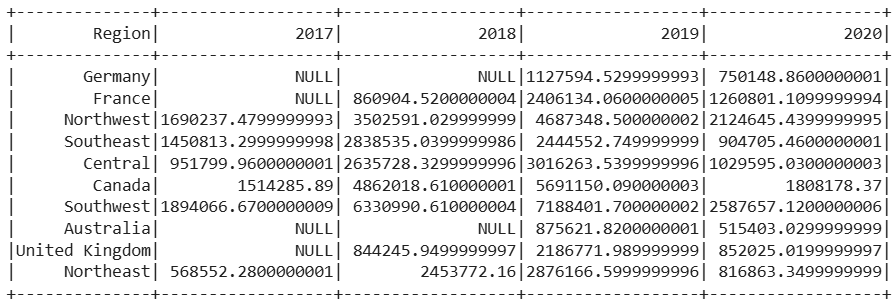 +--------------+------------------+------------------+------------------+------------------+
|        Region|              2017|              2018|              2019|              2020|
+--------------+------------------+------------------+------------------+------------------+
|       Germany|              NULL|              NULL|1127594.5299999993| 750148.8600000001|
|        France|              NULL| 860904.5200000004|2406134.0600000005|1260801.1099999994|
|     Northwest|1690237.4799999993| 3502591.029999999| 4687348.500000002|2124645.4399999995|
|     Southeast|1450813.2999999998|2838535.0399999986| 2444552.749999999| 904705.4600000001|
|       Central| 951799.9600000001|2635728.3299999996|3016263.5399999996|1029595.0300000003|
|        Canada|        1514285.89| 4862018.610000001| 5691150.090000003|        1808178.37|
|     Southwest|1894066.6700000009| 6330990.610000004| 7188401.700000002|2587657.1200000006|
|     Australia|              NULL|              NULL| 875621.8200000001| 515403.0299999999|
|United Kingdom|              NULL| 844245.9499999997| 2186771.989999999| 852025.0199999997|
|     Northeast| 568552.2800000001|        2453772.16|2876166.5999999996| 816863.3499999999|
+--------------+------------------+------------------+------------------+------------------+